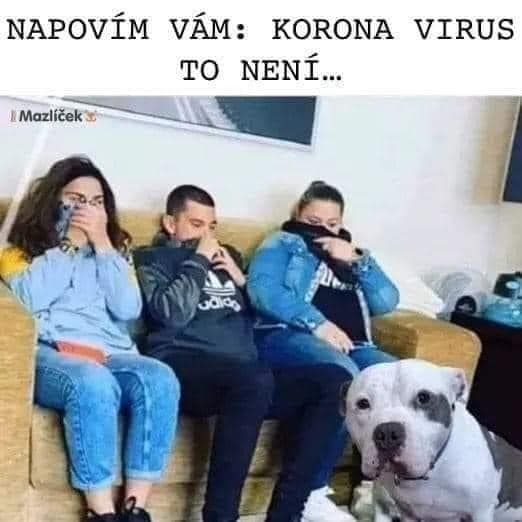 NAPOVÍM VÁM: KORONA VIRUS
TO NENÍ...
Mazlíček
adidas